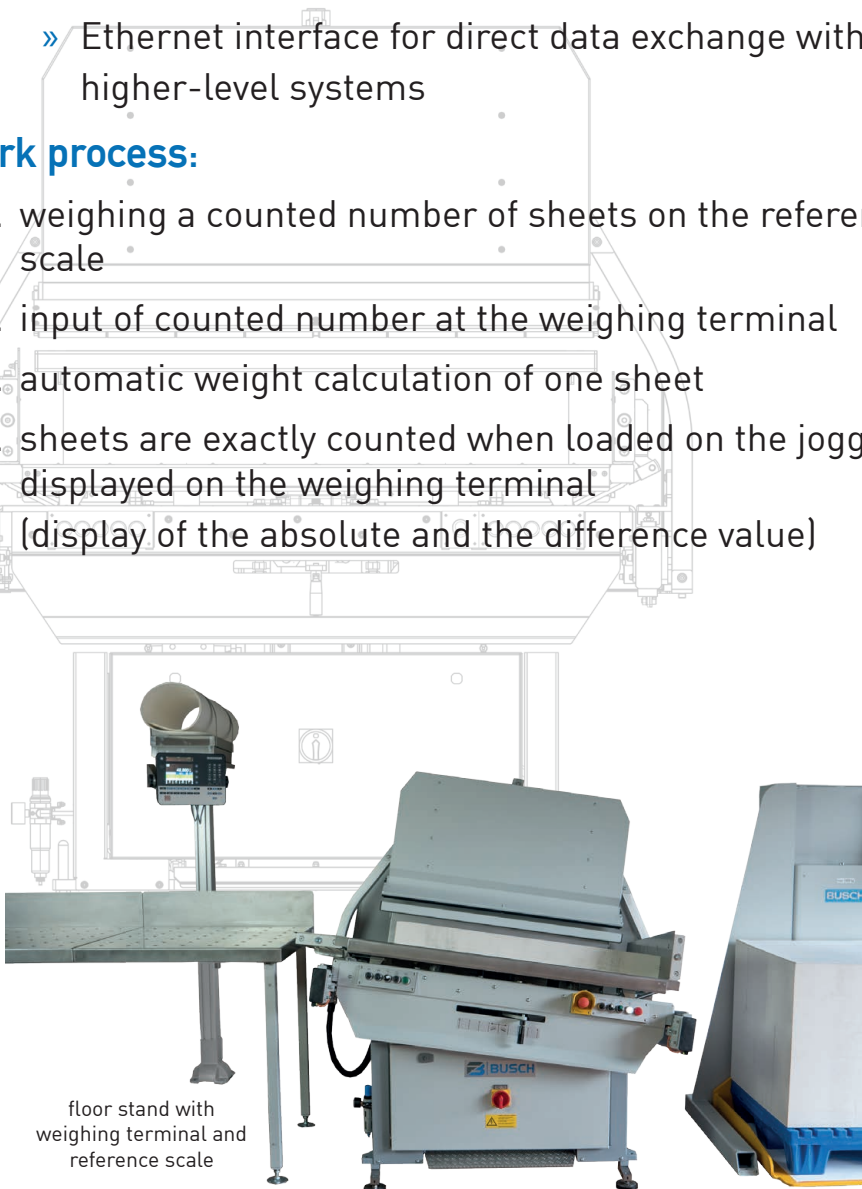 » Ethernet interface for direct data exchange with
higher-level systems
rk process:
. weighing a counted number of sheets on the referen
scale
. input of counted number at the weighing terminal
. automatic weight calculation of one sheet
. sheets are exactly counted when loaded on the jogg
displayed on the weighing terminal
(display of the absolute and the difference value)
BUSCH
BUSCH
floor stand with
weighing terminal and
reference scale